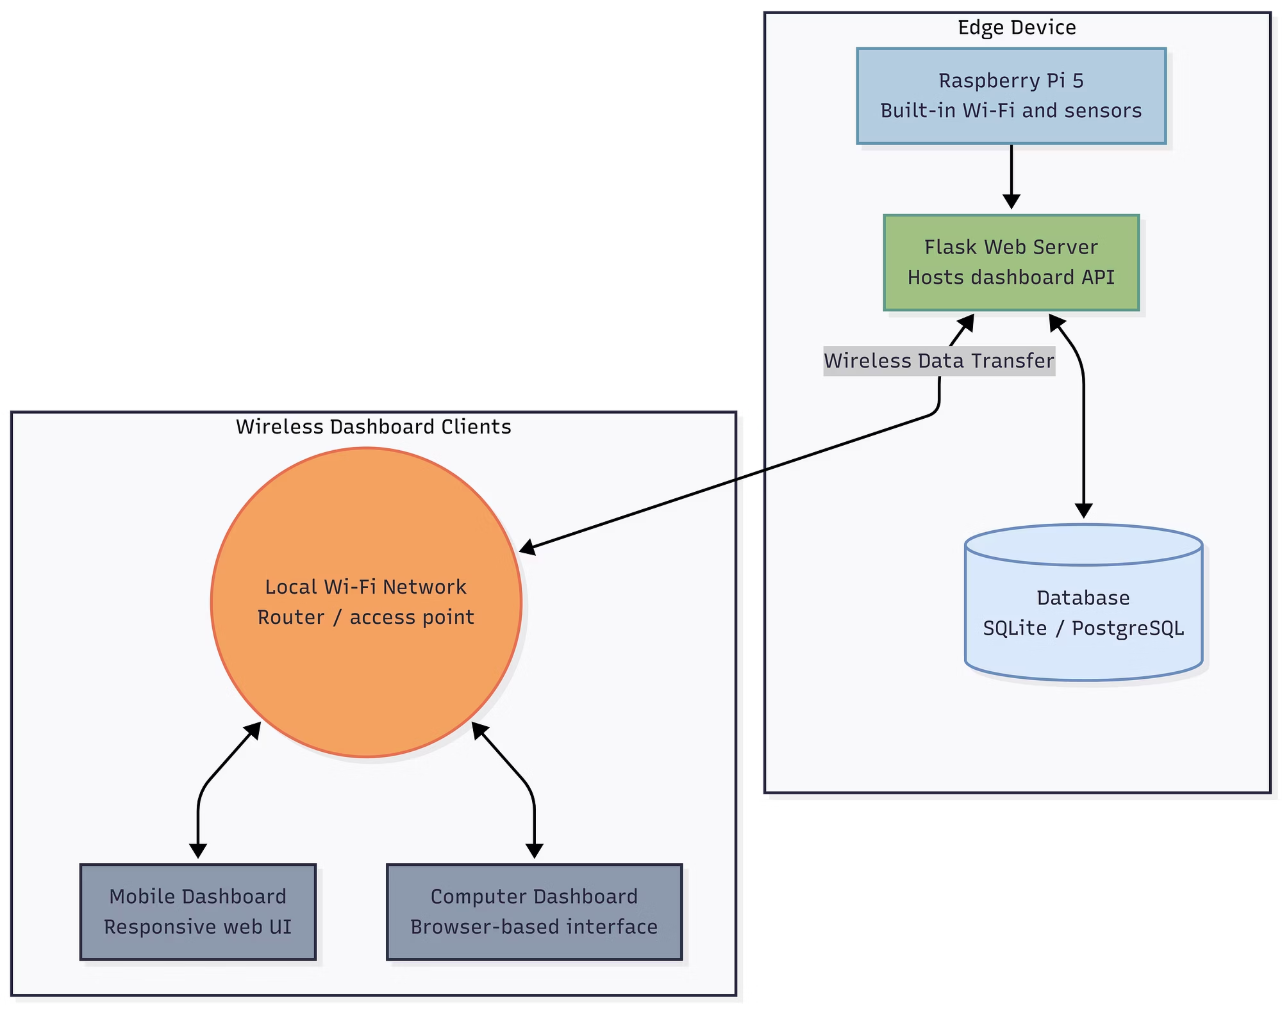 Edge Device
Raspberry Pi 5
Built-in Wi-Fi and sensors
Flask Web Server
Hosts dashboard API
Wireless Data Transfer
Database
SQLite / PostgreSQL
Wireless Dashboard Clients
Local Wi-Fi Network
Router / access point
Mobile Dashboard
Responsive web UI
Computer Dashboard
Browser-based interface